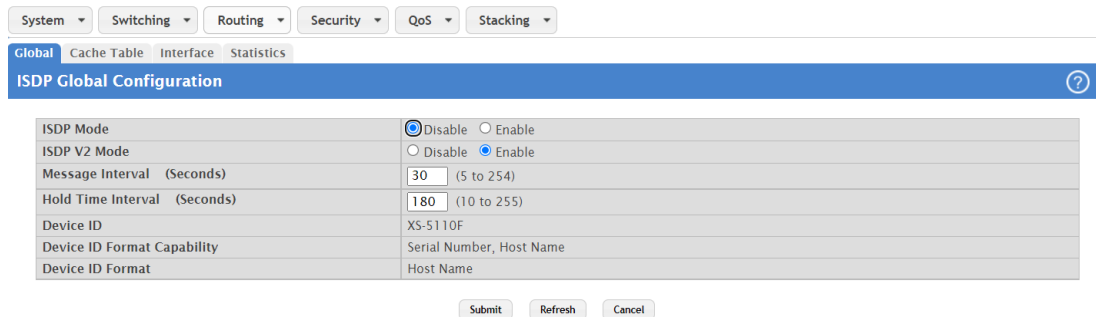 System Switching Routing Security QoS Stacking
Global Cache Table Interface Statistics
ISDP Global Configuration ?
ISDP Mode Disable Enable
ISDP V2 Mode Disable Enable
Message Interval (Seconds) 30 (5 to 254)
Hold Time Interval (Seconds) 180 (10 to 255)
Device ID XS-5110F
Device ID Format Capability Serial Number, Host Name
Device ID Format Host Name
Submit Refresh Cancel